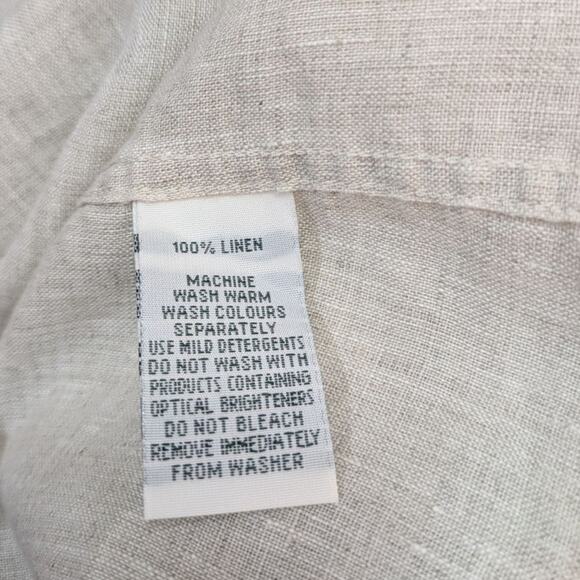 100% LINEN
MACHINE
WASH WARM
WASH COLOURS
SEPARATELY
USE MILD DETERGENTS
DO NOT WASH WITH
PRODUCTS CONTAINING
OPTICAL BRIGHTENERS
DO NOT BLEACH
REMOVE IMMEDIATELY
FROM WASHER